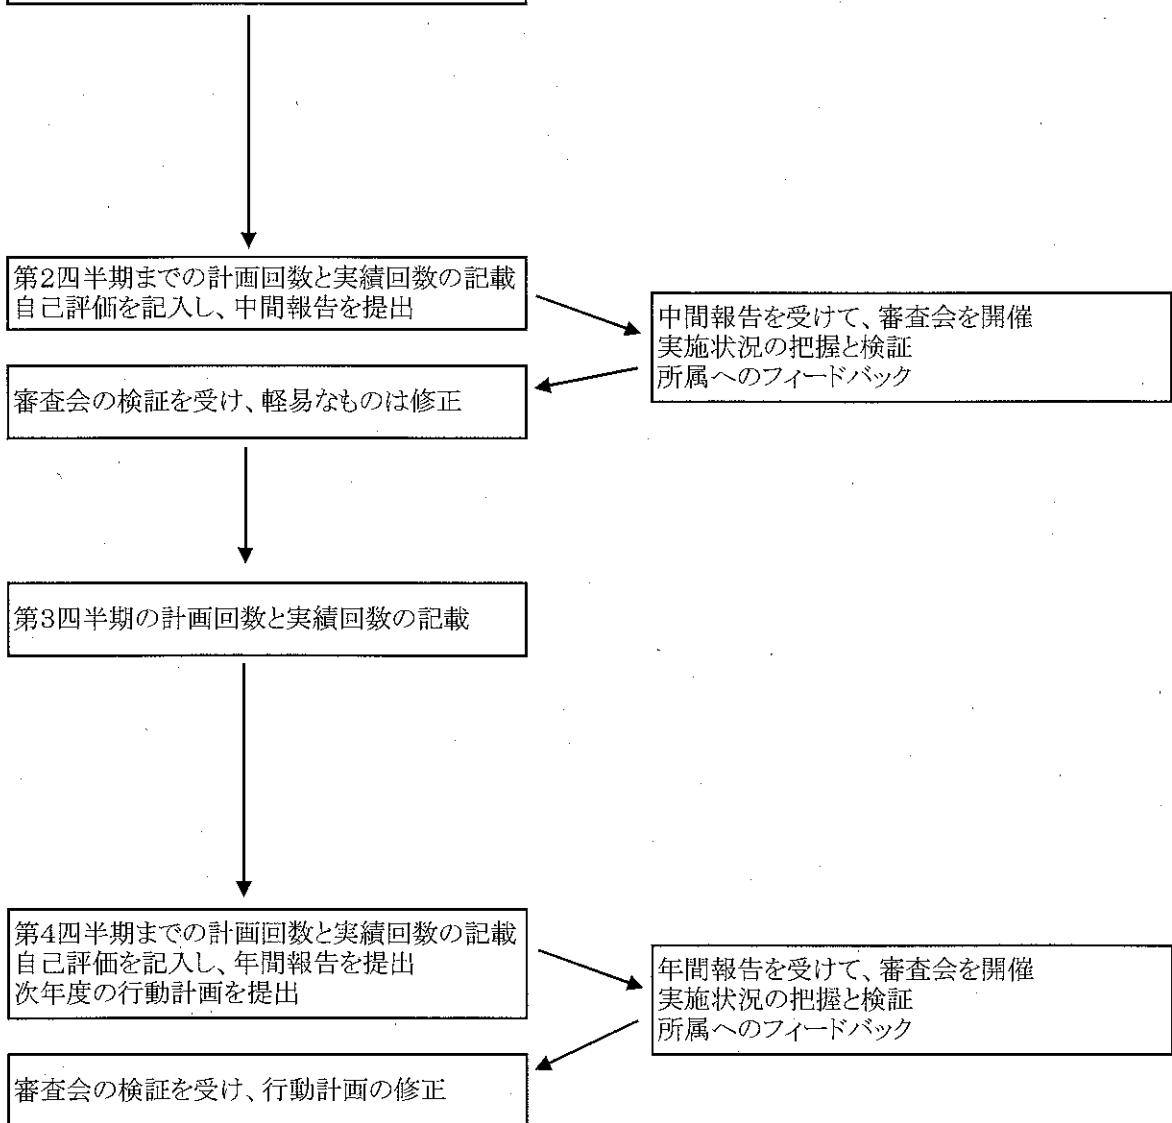 第2四半期までの計画回数と実績回数の記載
自己評価を記入し、中間報告を提出
中間報告を受けて、審査会を開催
実施状況の把握と検証
所属へのフィードバック
審査会の検証を受け、軽易なものは修正
第3四半期の計画回数と実績回数の記載
第4四半期までの計画回数と実績回数の記載
自己評価を記入し、年間報告を提出
次年度の行動計画を提出
年間報告を受けて、審査会を開催
実施状況の把握と検証
所属へのフィードバック
審査会の検証を受け、行動計画の修正